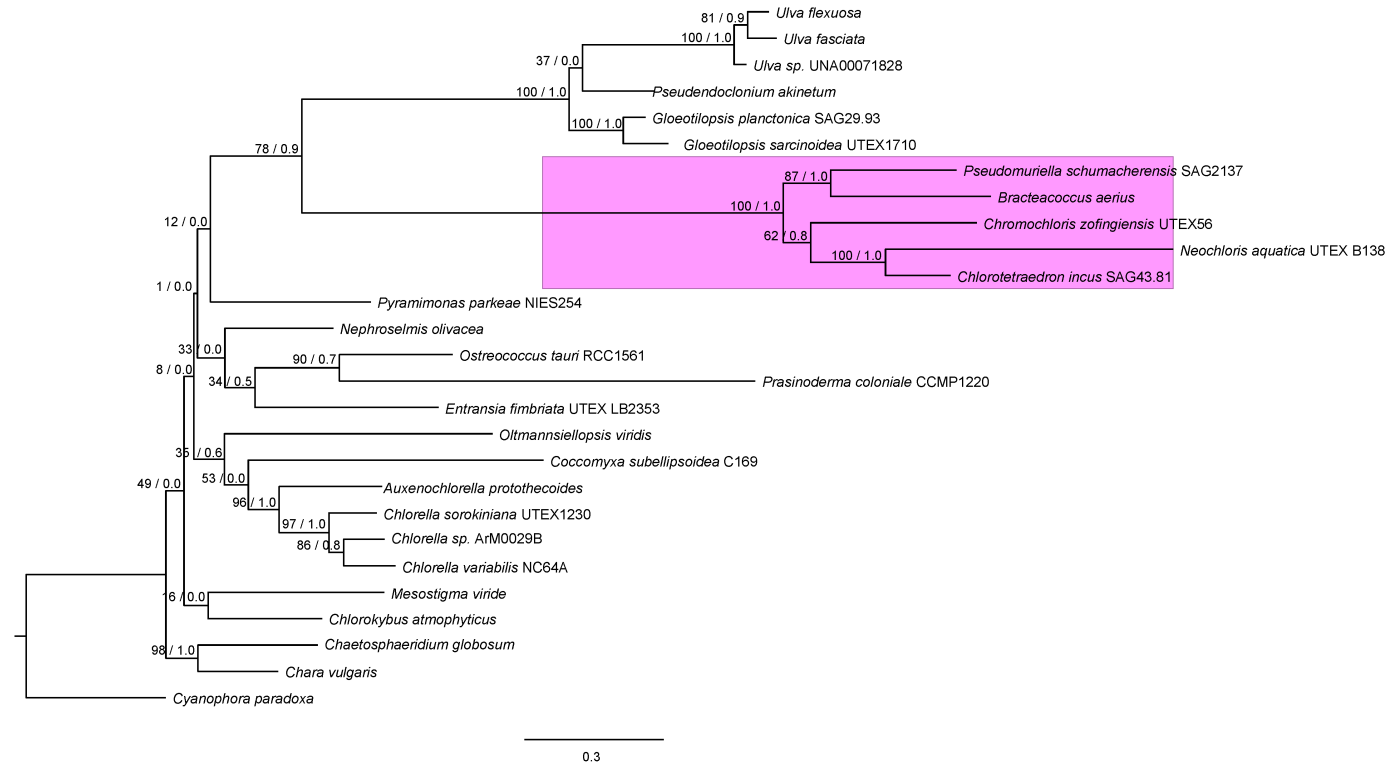 81 / 0.9
Ulva flexuosa
100 / 1.0
Ulva fasciata
37 / 0.0
Ulva sp. UNA00071828
100 / 1.0
Pseudendoclonium akinetum
100 / 1.0
Gloeotilopsis planctonica SAG29.93
78 / 0.9
Gloeotilopsis sarcinoidea UTEX1710
87 / 1.0
Pseudomuriella schumacherensis SAG2137
100 / 1.0
Bracteacoccus aerius
12 / 0.0
62 / 0.8
Chromochloris zofingiensis UTEX56
100 / 1.0
Neochloris aquatica UTEX B138
Chlorotetraedron incus SAG43.81
1 / 0.0
Pyramimonas parkeae NIES254
Nephroselmis olivacea
33 / 0.0
90 / 0.7
Ostreococcus tauri RCC1561
8 / 0.0
34 / 0.5
Prasinoderma coloniale CCMP1220
Entransia fimbriata UTEX LB2353
Oltmannsiellopsis viridis
35 / 0.6
Coccomyxa subellipsoidea C169
49 / 0.0
53 / 0.0
Auxenochlorella protothecoides
96 / 1.0
Chlorella sorokiniana UTEX1230
97 / 1.0
Chlorella sp. ArM0029B
86 / 0.8
Chlorella variabilis NC64A
Mesostigma viride
16 / 0.0
Chlorokybus atmophyticus
Chaetosphaeridium globosum
98 / 1.0
Chara vulgaris
Cyanophora paradoxa
0.3